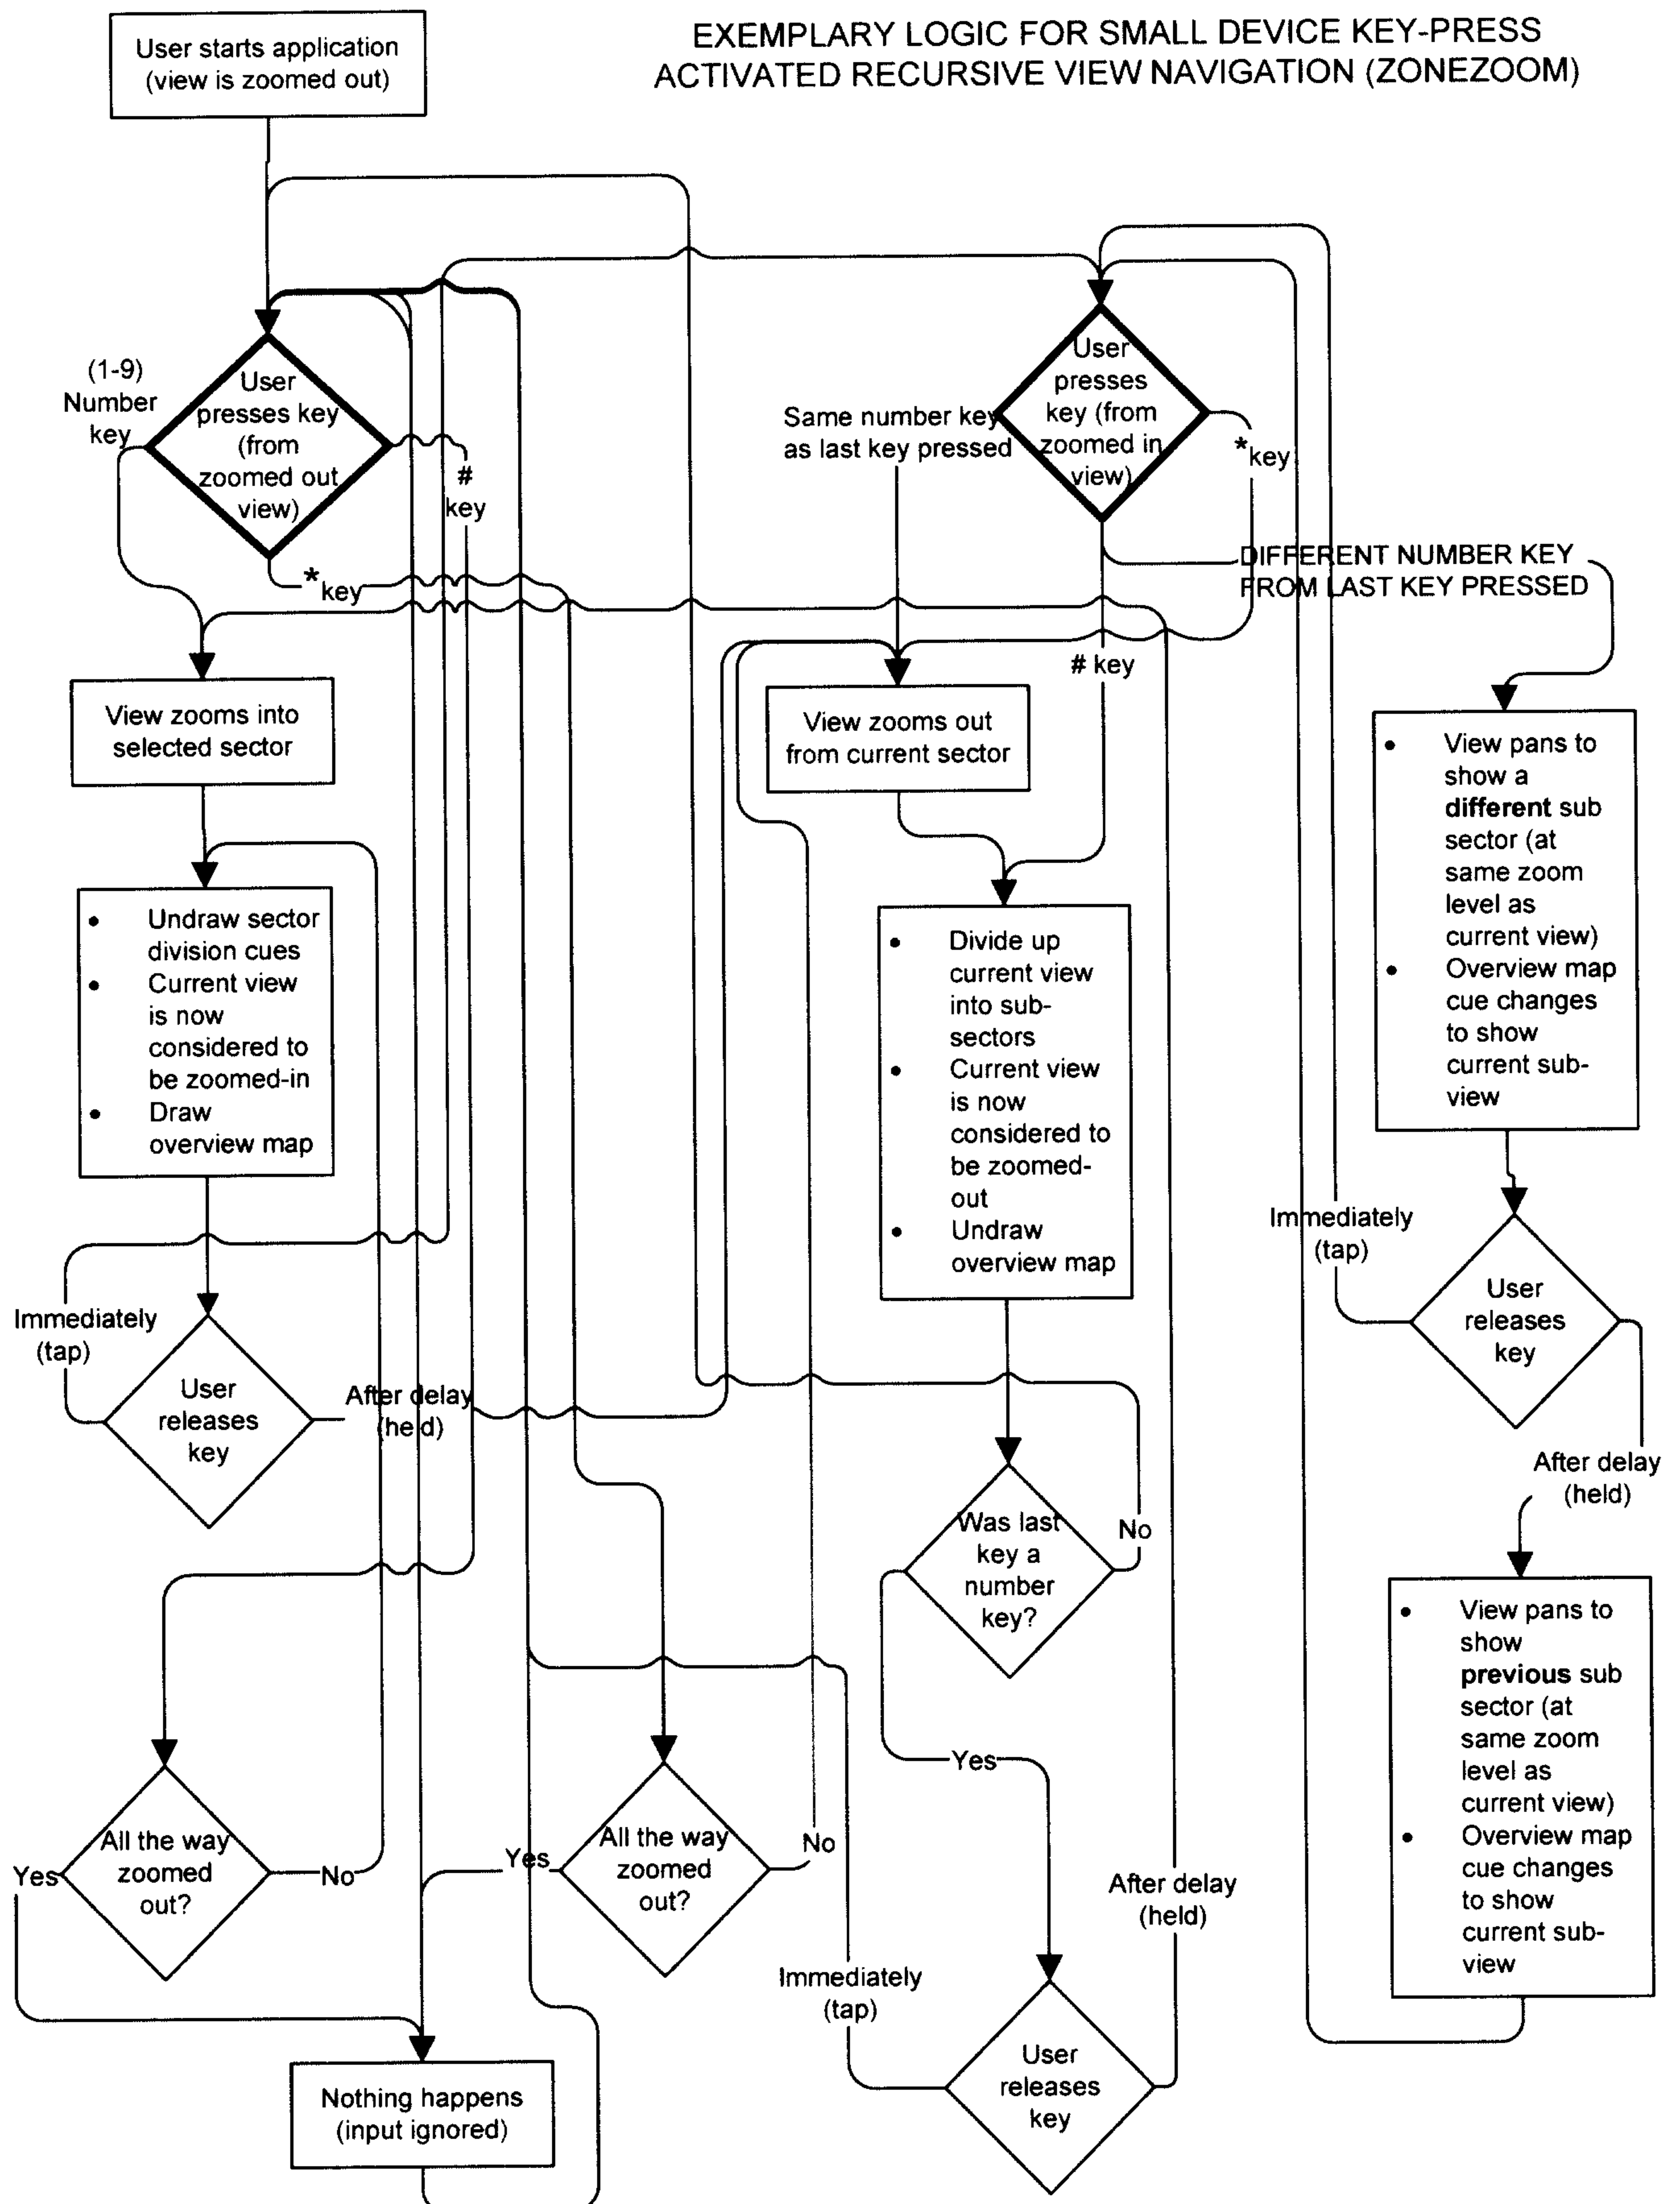 EXEMPLARY LOGIC FOR SMALL DEVICE KEY-PRESS
ACTIVATED RECURSIVE VIEW NAVIGATION (ZONEZOOM)
User starts application
(view is zoomed out)
(1-9)
Number
key
User
presses key
(from
zoomed out
view)
#
key
*key
Same number key
as last key pressed
User
presses
key (from
zoomed in
view)
*key
DIFFERENT NUMBER KEY
FROM LAST KEY PRESSED
# key
View zooms into
selected sector
View zooms out
from current sector
• View pans to
show a
different sub
sector (at
same zoom
level as
current view)
• Overview map
cue changes
to show
current sub-
view
• Undraw sector
division cues
• Current view
is now
considered to
be zoomed-in
• Draw
overview map
• Divide up
current view
into sub-
sectors
• Current view
is now
considered to
be zoomed-
out
• Undraw
overview map
Immediately
(tap)
User
releases
key
After delay
(held)
Immediately
(tap)
User
releases
key
After delay
(held)
Was last
key a
number
key?
No
Yes
• View pans to
show
previous sub
sector (at
same zoom
level as
current view)
• Overview map
cue changes
to show
current sub-
view
Yes
All the way
zoomed
out?
No
Yes
All the way
zoomed
out?
No
After delay
(held)
Immediately
(tap)
User
releases
key
Nothing happens
(input ignored)